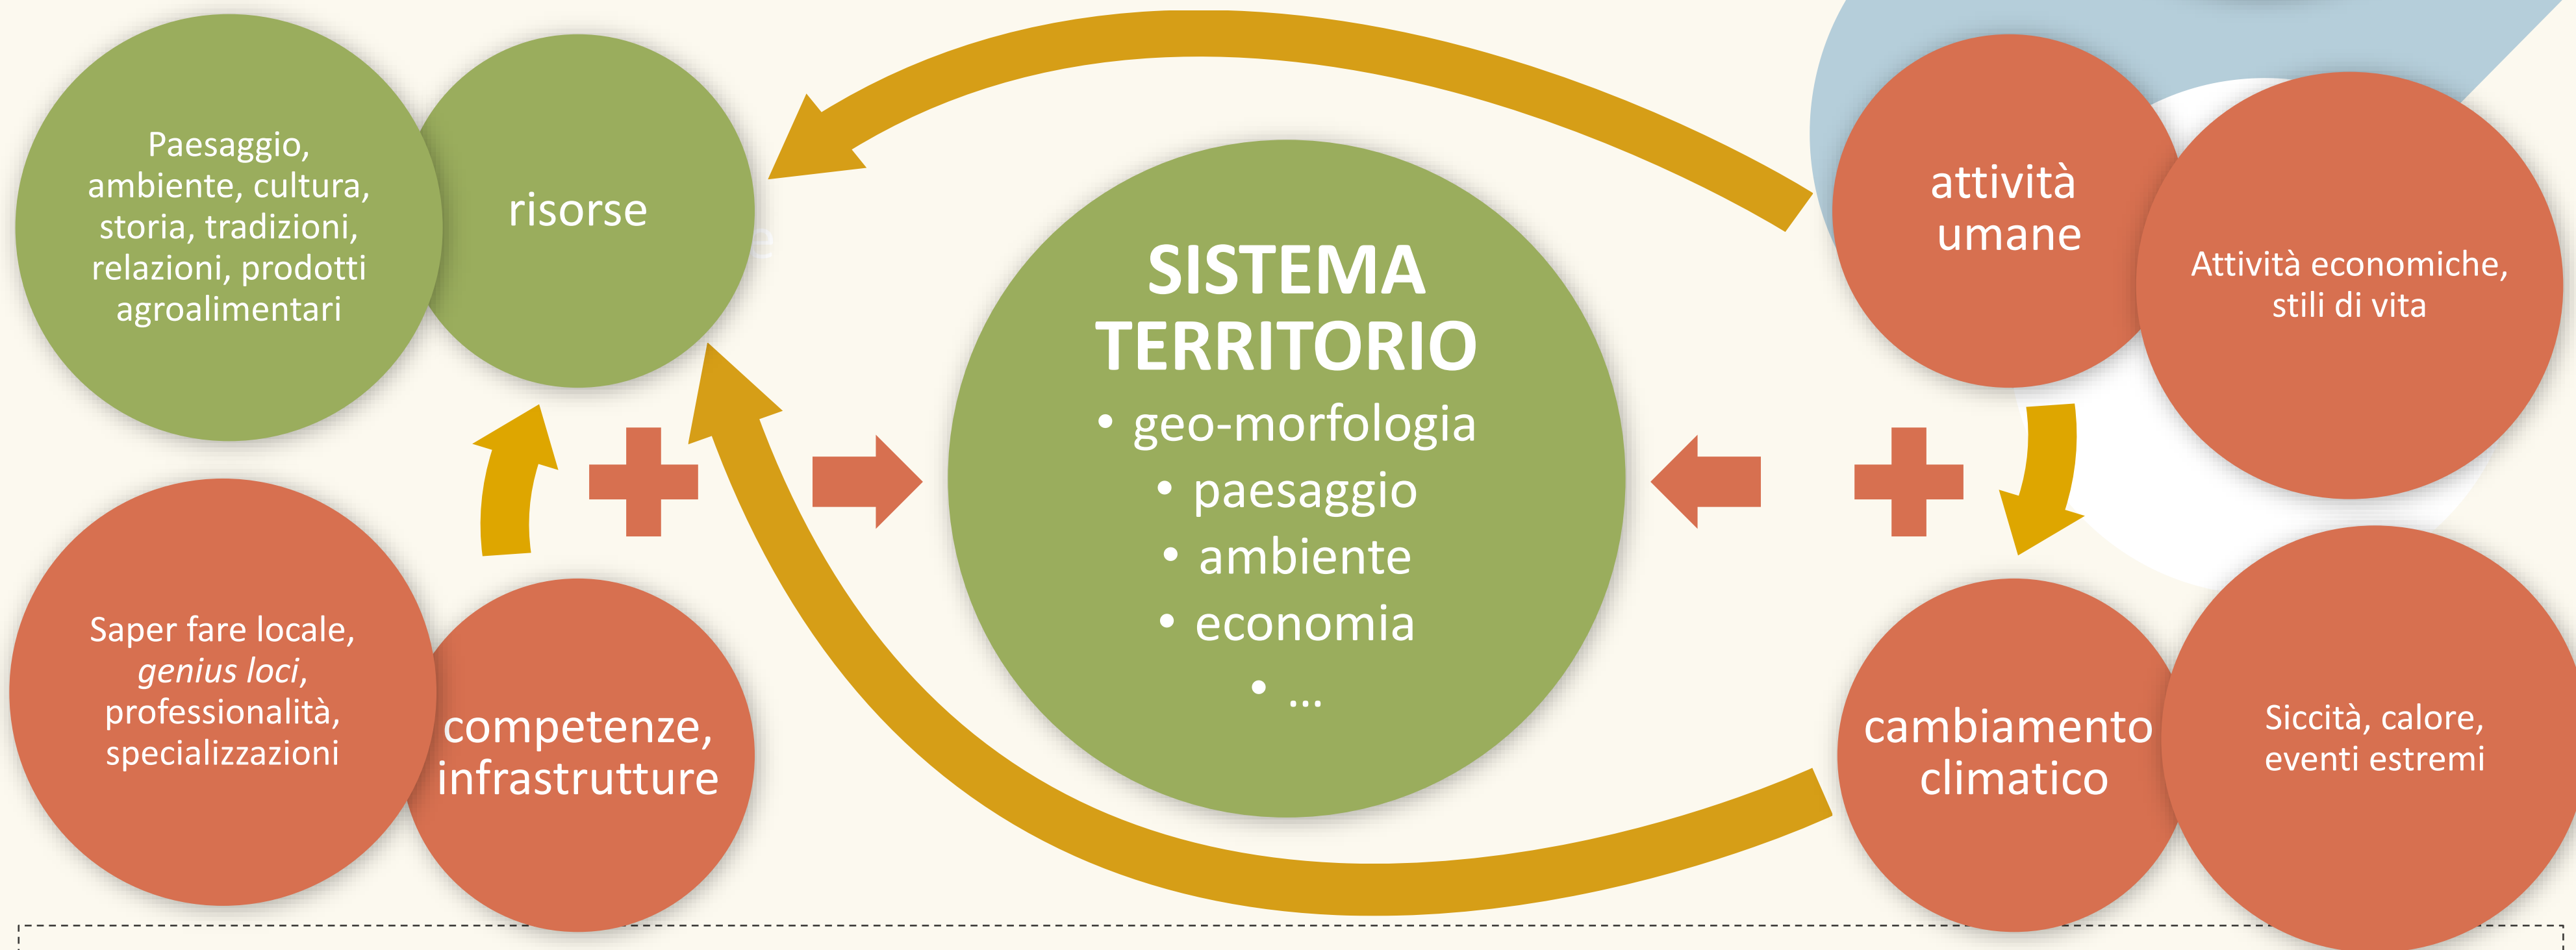 Paesaggio,
ambiente, cultura,
storia, tradizioni,
relazioni, prodotti
agroalimentari
risorse
Saper fare locale,
genius loci,
professionalità,
specializzazioni
competenze,
infrastrutture
SISTEMA
TERRITORIO
• geo-morfologia
• paesaggio
• ambiente
• economia
• ...
attività
umane
Attività economiche,
stili di vita
cambiamento
climatico
Siccità, calore,
eventi estremi